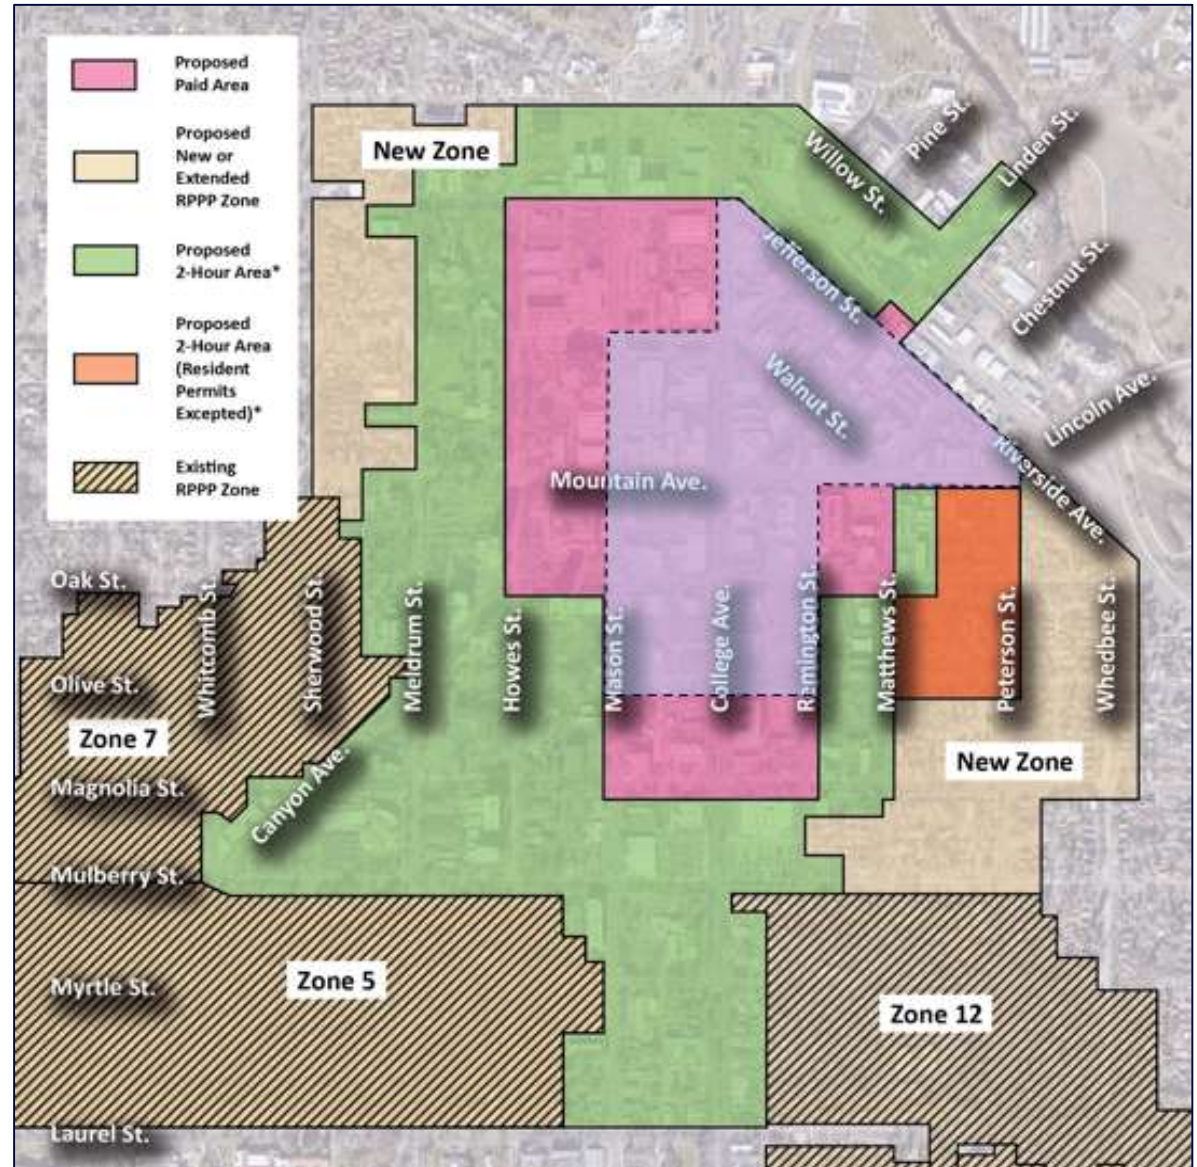 Proposed
Paid Area
Proposed
New or
Extended
RPPP Zone
Proposed
2-Hour Area*
Proposed
2-Hour Area
(Resident
Permits
Excepted)*
Existing
RPPP Zone
New Zone
Willow St.
Pine St.
Linden St.
Jefferson St.
Chestnut St.
Walnut St.
Lincoln Ave.
Mountain Ave.
Riverside Ave.
Oak St.
Whitcomb St.
Sherwood St.
Meldrum St.
Howes St.
Mason St.
College Ave.
Remington St.
Matthews St.
Peterson St.
Whedbee St.
Olive St.
Zone 7
New Zone
Magnolia St.
Canyon Ave.
Mulberry St.
Zone 5
Myrtle St.
Zone 12
Laurel St.